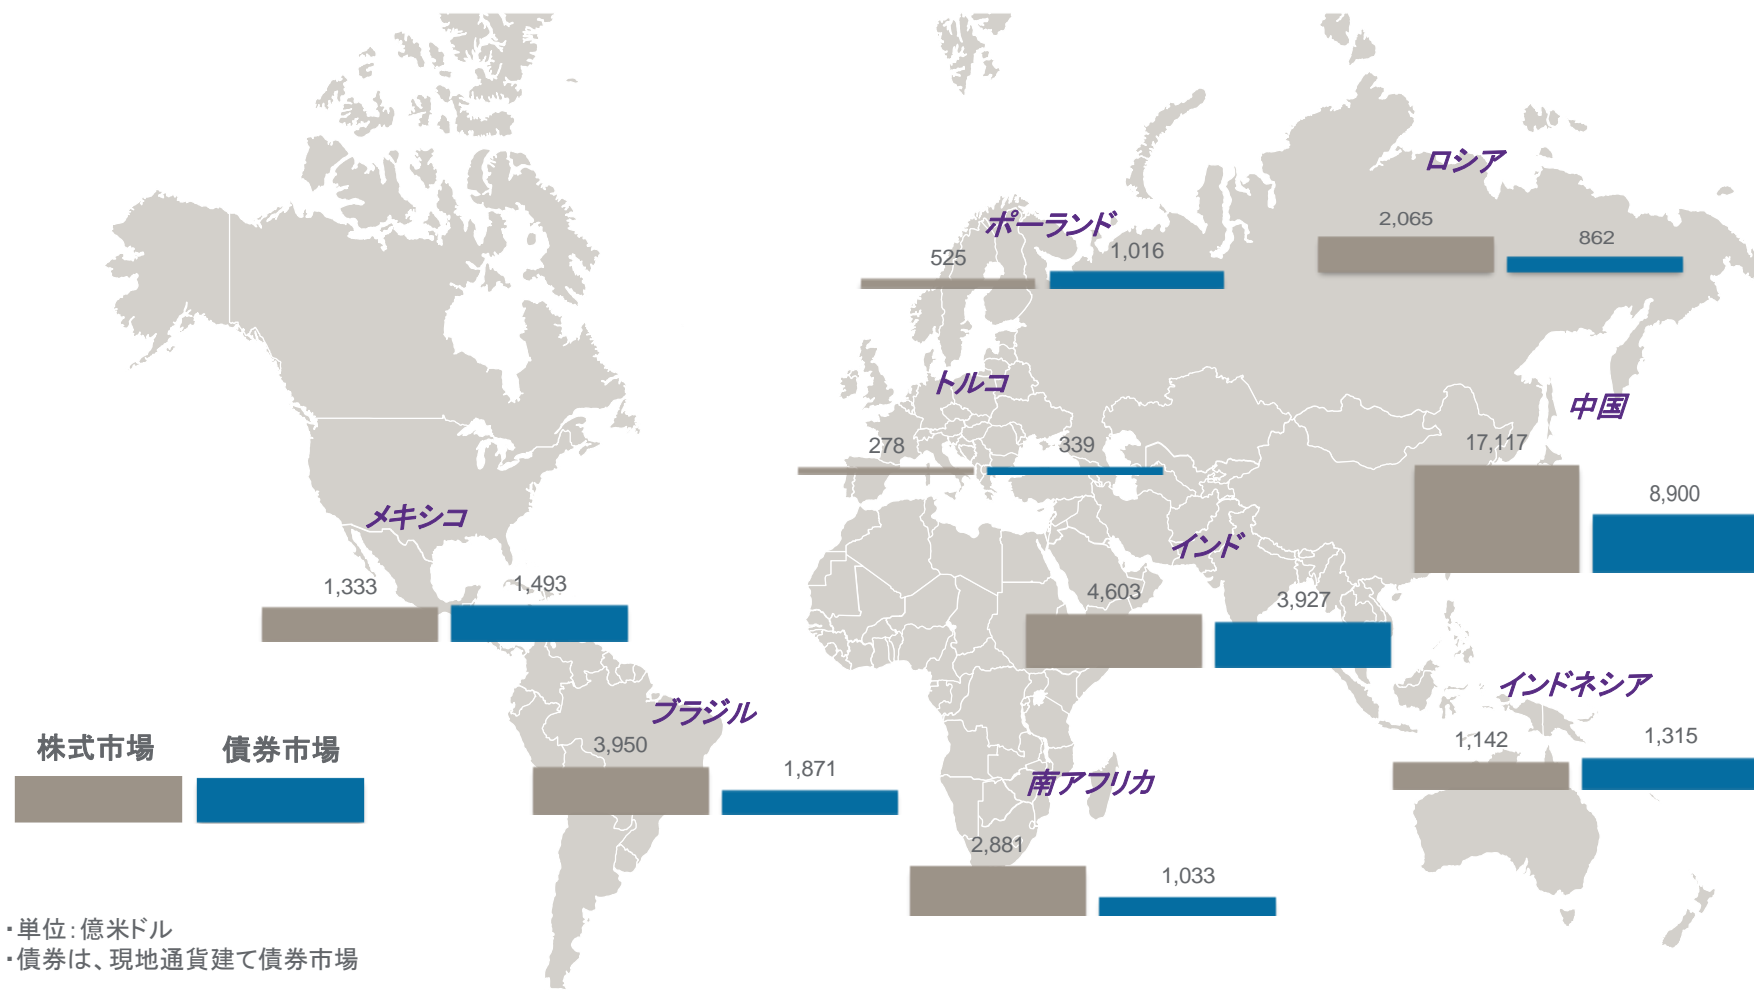 ロシア
2,065
862
ポーランド
525
1,016
トルコ
278
339
中国
17,117
8,900
メキシコ
1,333
1,493
インド
4,603
3,927
ブラジル
3,950
1,871
インドネシア
1,142
1,315
南アフリカ
2,881
1,033
株式市場
債券市場
・単位：億米ドル
・債券は、現地通貨建て債券市場